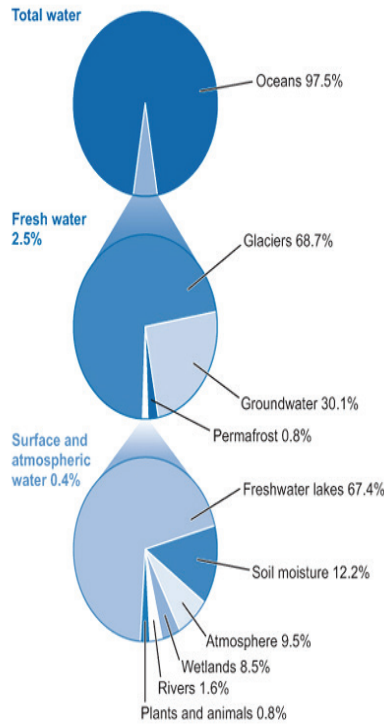 Total water
Oceans 97.5%
Fresh water
2.5%
Glaciers 68.7%
Groundwater 30.1%
Permafrost 0.8%
Surface and
atmospheric
water 0.4%
Freshwater lakes 67.4%
Soil moisture 12.2%
Atmosphere 9.5%
Wetlands 8.5%
Rivers 1.6%
Plants and animals 0.8%